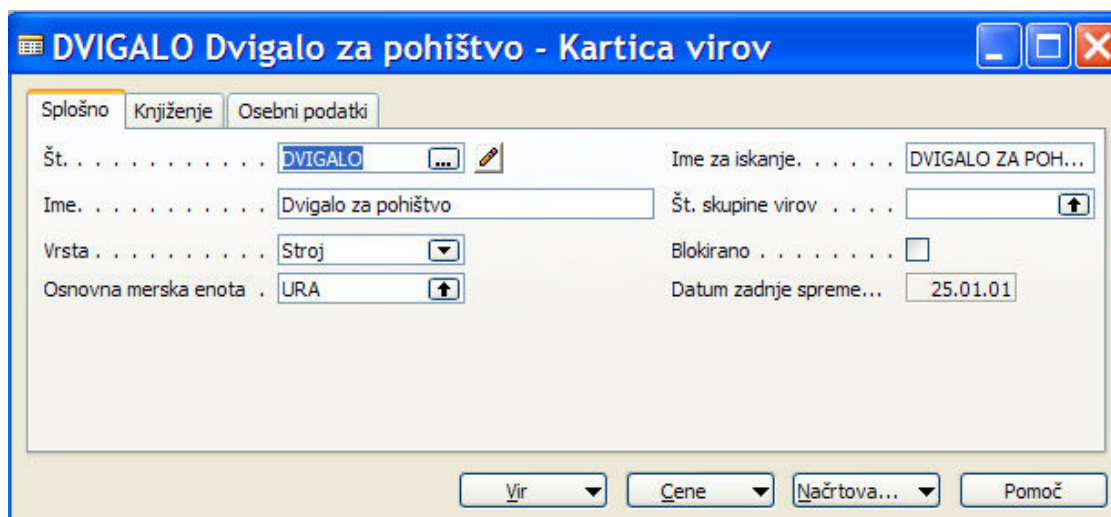 DVIGALO Dvigalo za pohištvo - Kartica virov
Splošno Knjiženje Osebni podatki
Št. . . . . . . . . . . . . DVIGALO ... Ime za iskanje. . . . . . DVIGALO ZA POH...
Ime. . . . . . . . . . . . Dvigalo za pohištvo Št. skupine virov . . . .
Vrsta . . . . . . . . . . . Stroj Blokirano . . . . . . . .
Osnovna merska enota . URA Datum zadnje spreme... 25.01.01
Vir Cene Načrtova... Pomoč